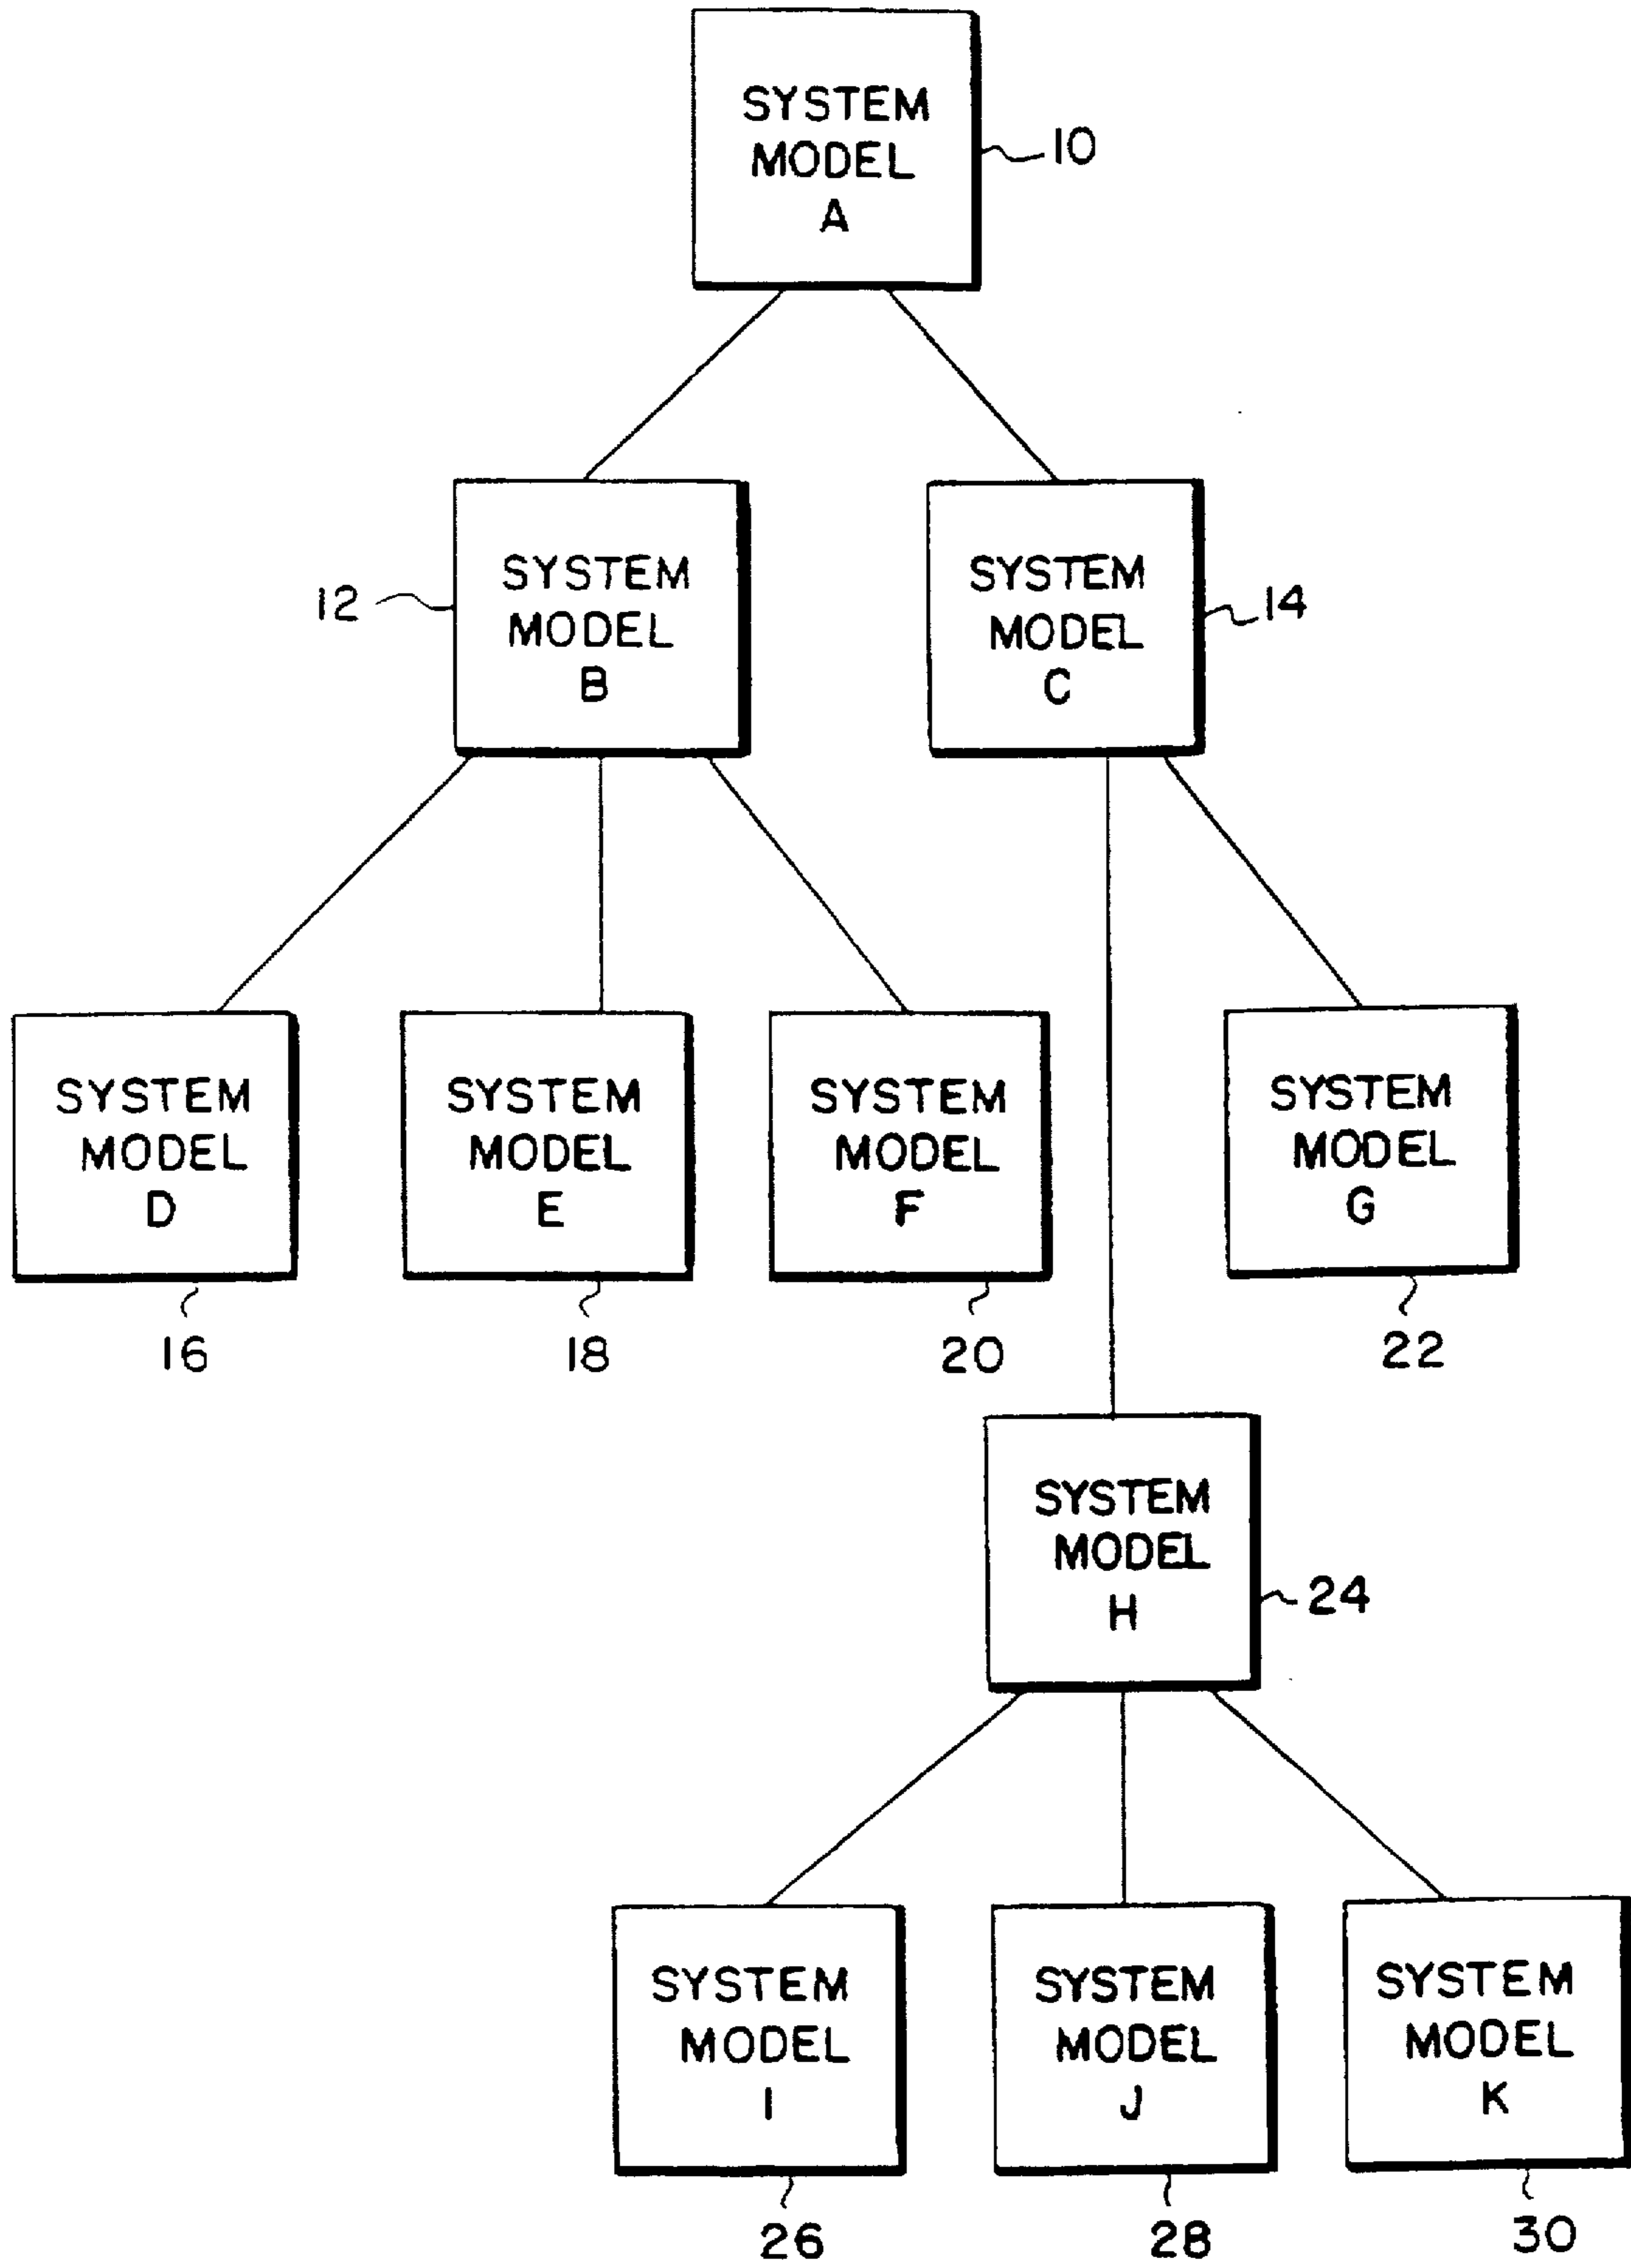 SYSTEM
MODEL
A
10
SYSTEM
MODEL
B
12
SYSTEM
MODEL
C
14
SYSTEM
MODEL
D
16
SYSTEM
MODEL
E
18
SYSTEM
MODEL
F
20
SYSTEM
MODEL
G
22
SYSTEM
MODEL
H
24
SYSTEM
MODEL
I
26
SYSTEM
MODEL
J
28
SYSTEM
MODEL
K
30